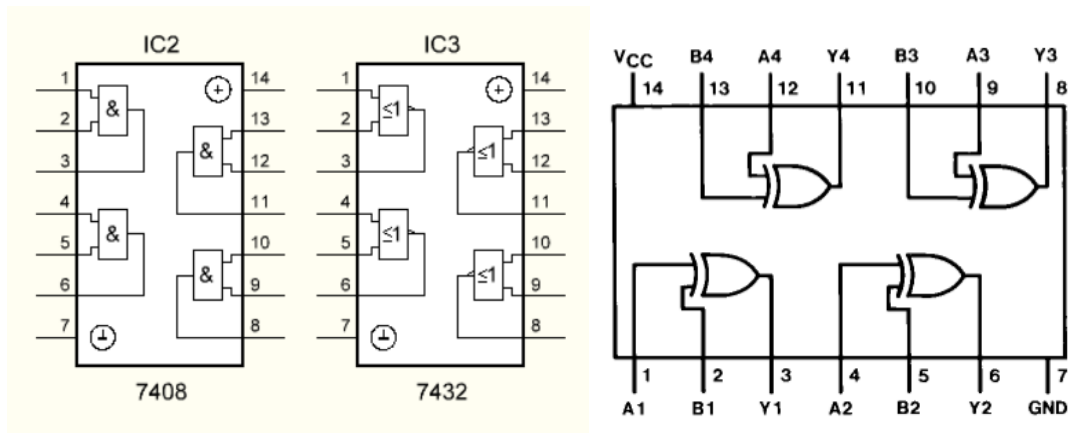 IC2
1 14
& +
2 13
3 & 12
4 11
&
5 10
6 & 9
7 8
7408
IC3
1 14
≤1 +
2 13
3 ≤1 12
4 11
≤1
5 10
6 ≤1 9
7 8
7432
VCC B4 A4 Y4 B3 A3 Y3
14 13 12 11 10 9 8
1 2 3 4 5 6 7
A1 B1 Y1 A2 B2 Y2 GND